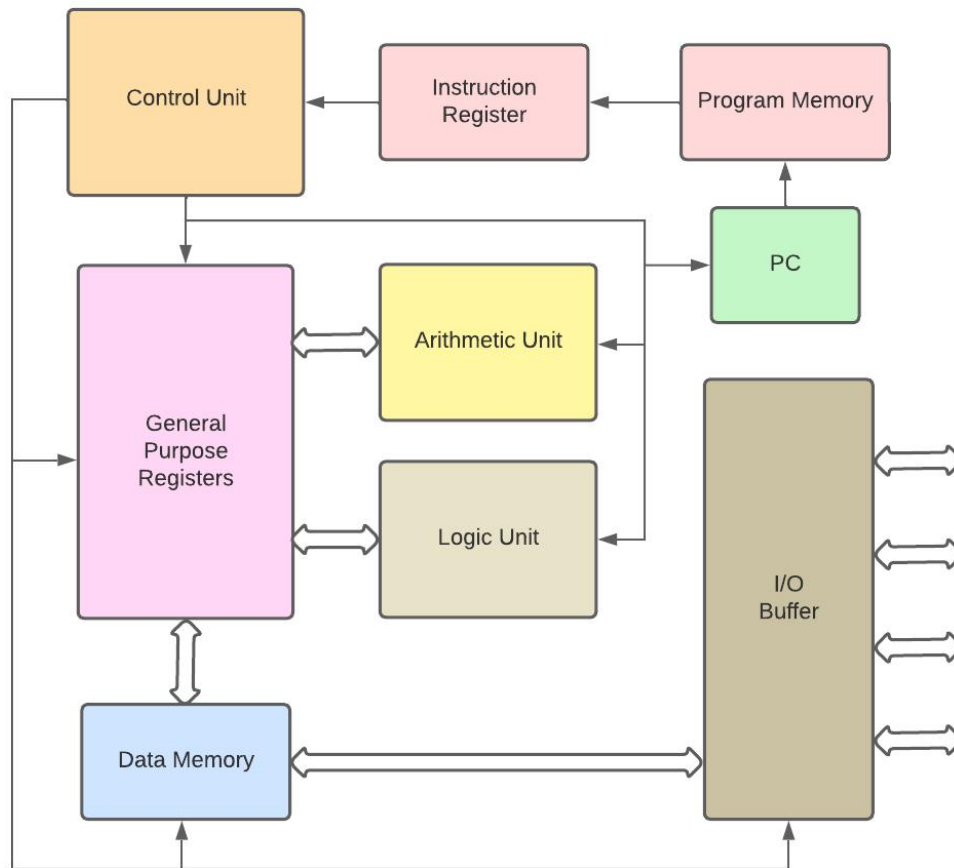 Control Unit
Instruction
Register
Program Memory
PC
General
Purpose
Registers
Arithmetic Unit
Logic Unit
I/O
Buffer
Data Memory